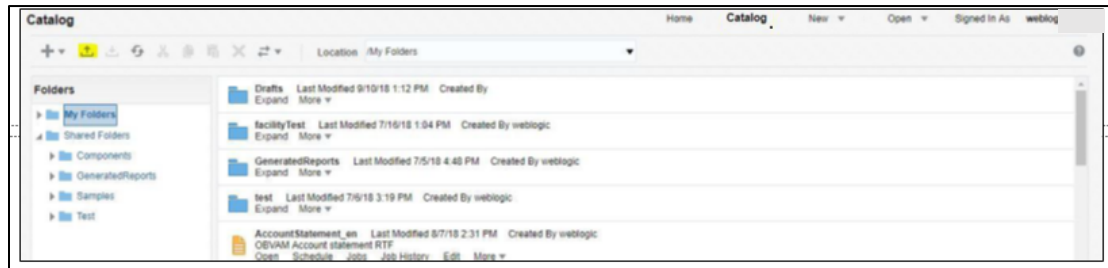 Catalog
Home Catalog New Open Signed In As weblog
Location /My Folders
Folders
My Folders
Shared Folders
Components
GeneratedReports
Samples
Test
Drafts Last Modified 9/10/18 1:12 PM Created By
Expand More
facilityTest Last Modified 7/16/18 1:04 PM Created By weblogic
Expand More
GeneratedReports Last Modified 7/5/18 4:48 PM Created By weblogic
Expand More
test Last Modified 7/6/18 3:19 PM Created By weblogic
Expand More
AccountStatement_en Last Modified 8/7/18 2:31 PM Created By weblogic
OBVAM Account statement RTF
Open Schedule Jobs Job History Edit More